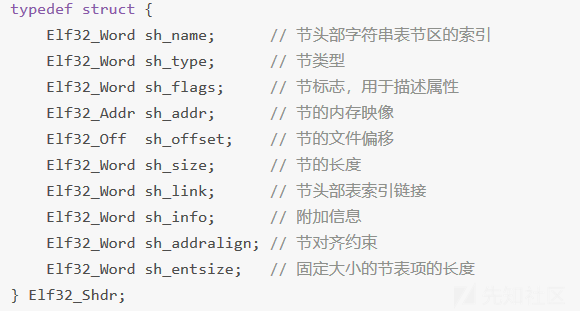 typedef struct {
    Elf32_Word sh_name;      // 节头部字符串表节区的索引
    Elf32_Word sh_type;      // 节类型
    Elf32_Word sh_flags;     // 节标志，用于描述属性
    Elf32_Addr sh_addr;      // 节的内存映像
    Elf32_Off  sh_offset;    // 节的文件偏移
    Elf32_Word sh_size;      // 节的长度
    Elf32_Word sh_link;      // 节头部表索引链接
    Elf32_Word sh_info;      // 附加信息
    Elf32_Word sh_addralign; // 节对齐约束
    Elf32_Word sh_entsize;   // 固定大小的节表项的长度
} Elf32_Shdr;
先知社区